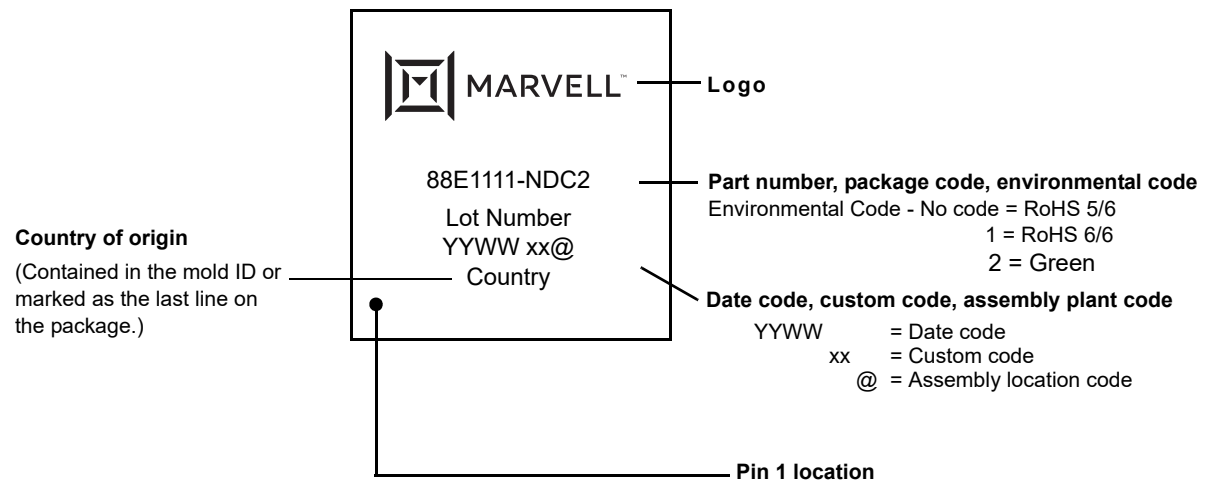 MARVELL™
Logo
88E1111-NDC2
Part number, package code, environmental code
Environmental Code - No code = RoHS 5/6
1 = RoHS 6/6
2 = Green
Lot Number
YYWW xx@
Country
Country of origin
(Contained in the mold ID or
marked as the last line on
the package.)
Date code, custom code, assembly plant code
YYWW = Date code
xx = Custom code
@ = Assembly location code
Pin 1 location